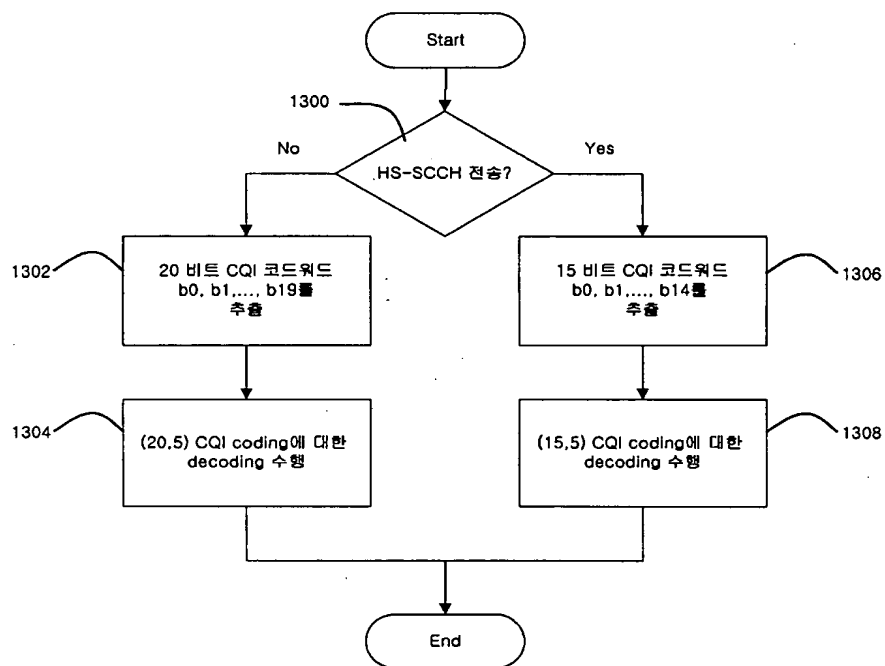 Start
1300
No
Yes
HS-SCCH 전송?
1302
20 비트 CQI 코드워드
b0, b1,...., b19를
추출
15 비트 CQI 코드워드
b0, b1,...., b14를
추출
1306
1304
(20,5) CQI coding에 대한
decoding 수행
(15,5) CQI coding에 대한
decoding 수행
1308
End